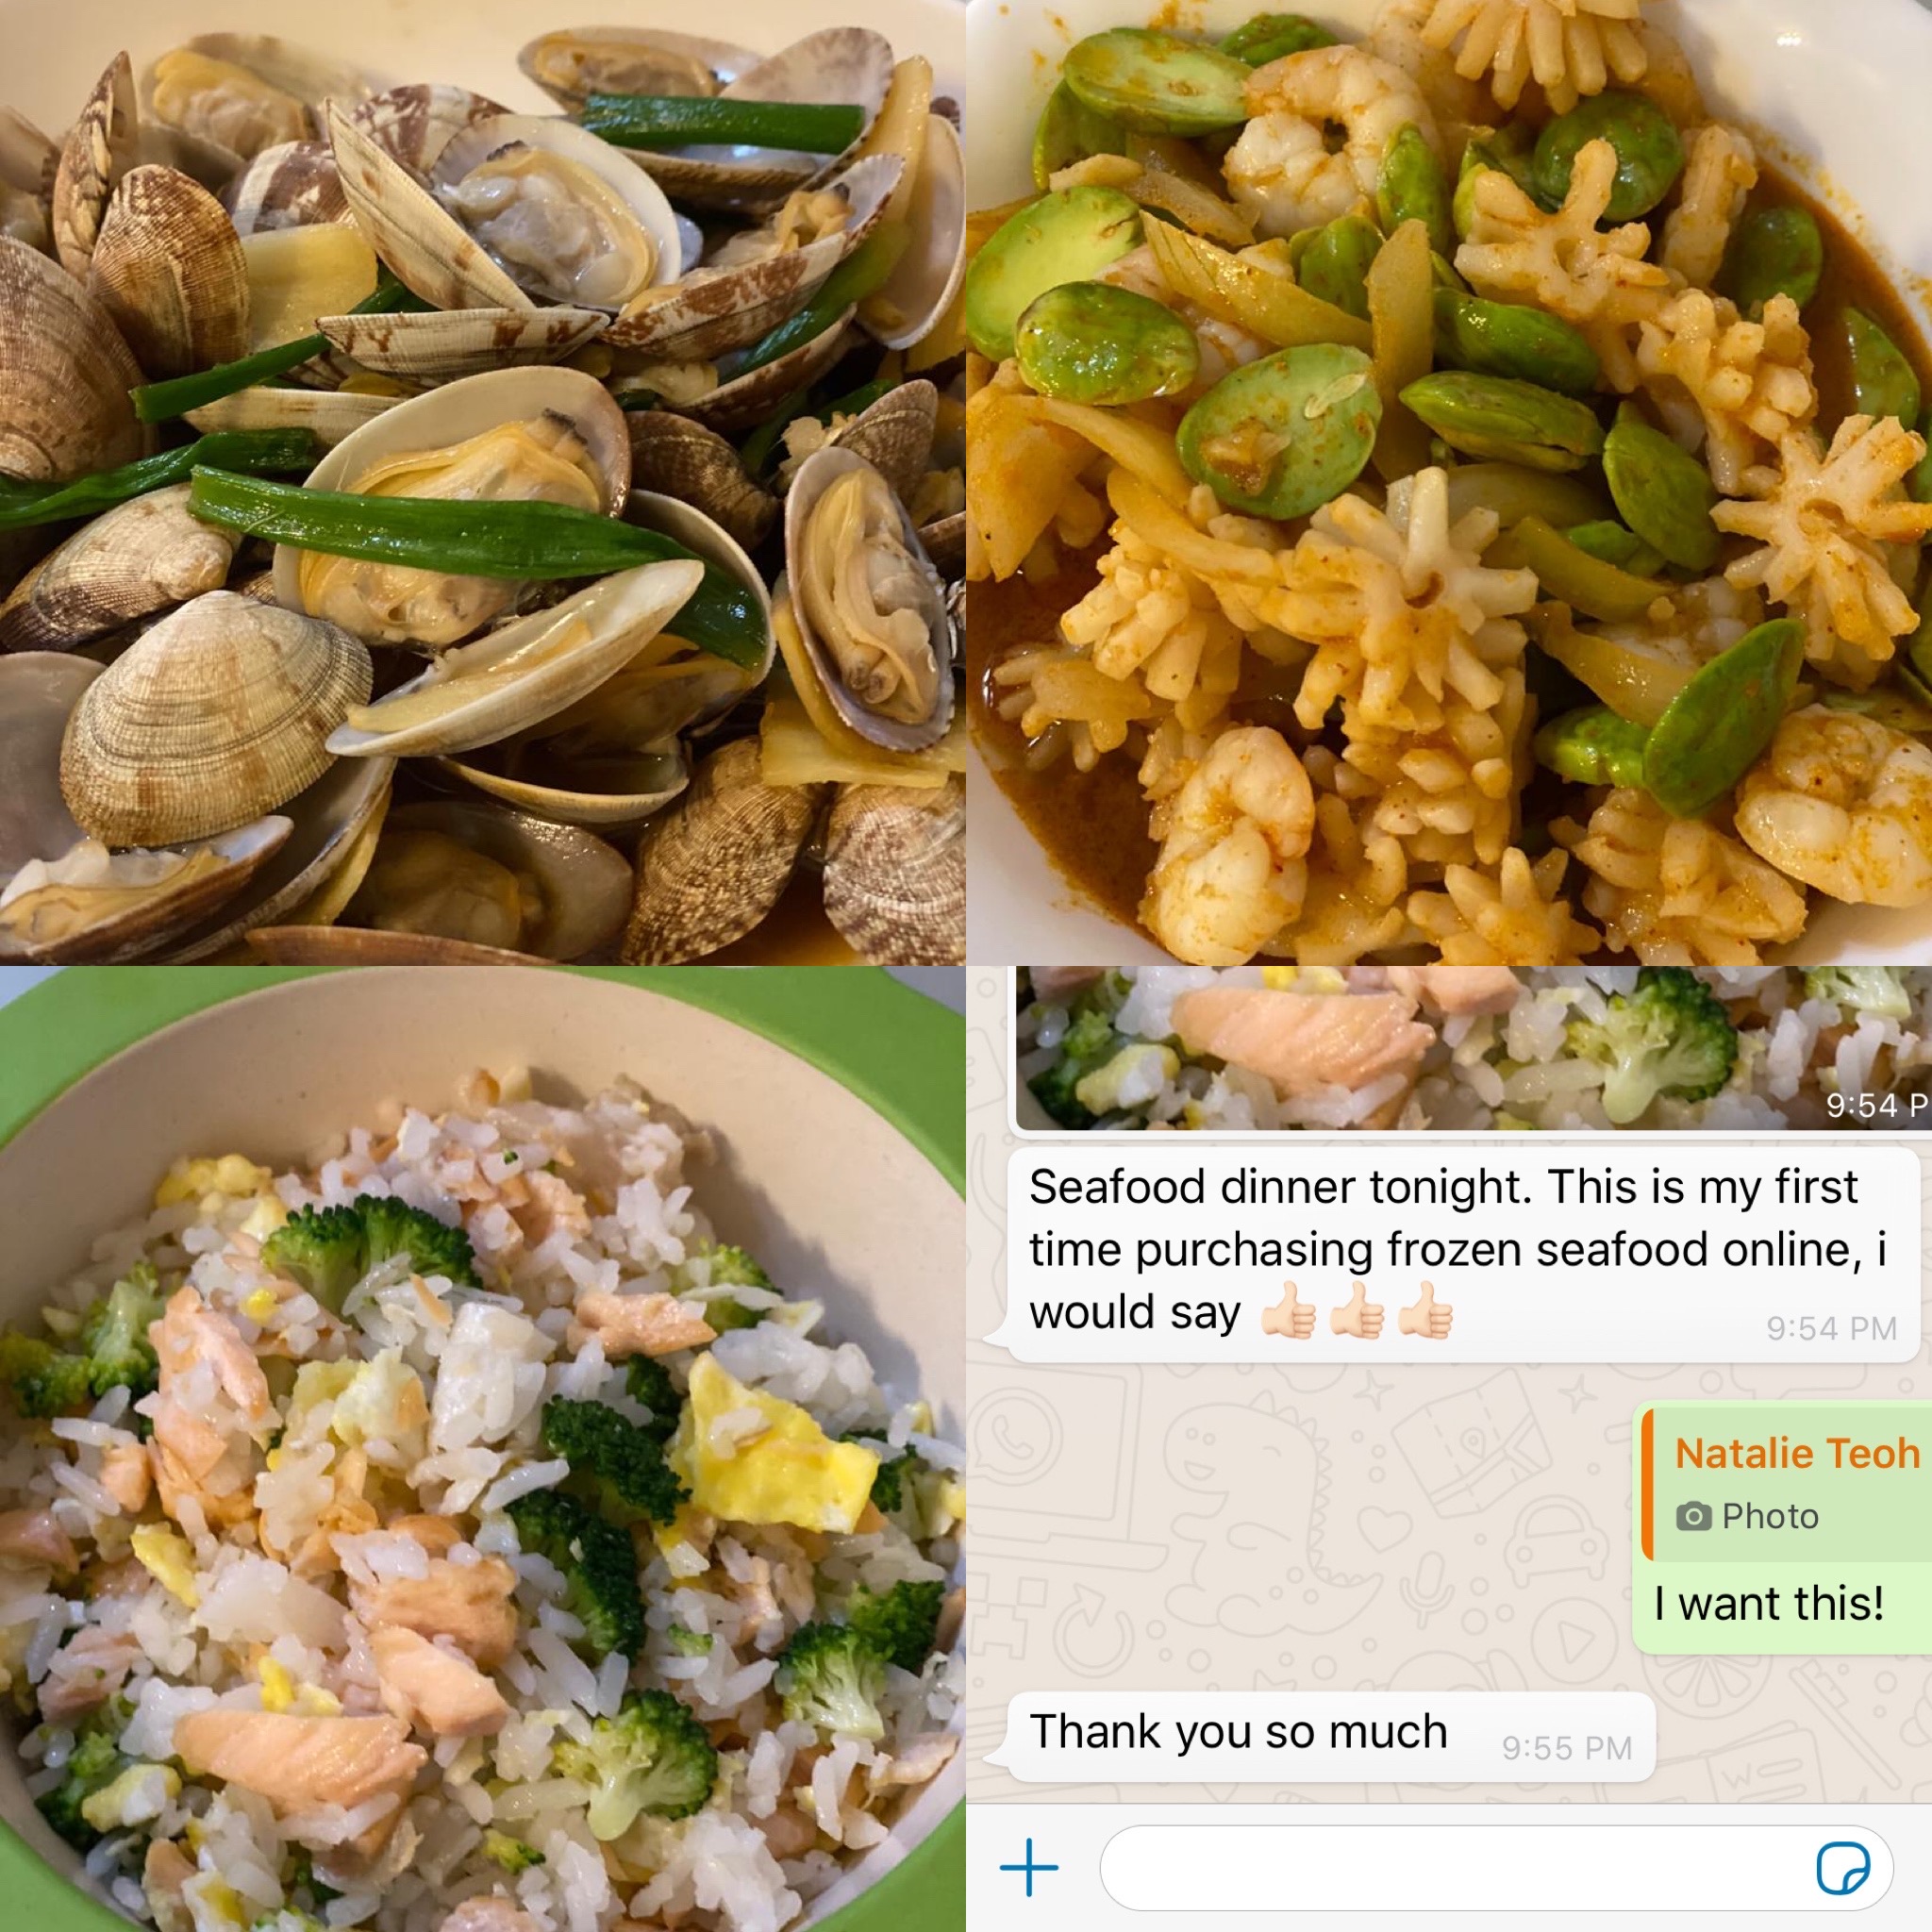 9:54 P
Seafood dinner tonight. This is my first
time purchasing frozen seafood online, i
would say 👍🏻👍🏻👍🏻
9:54 PM
Natalie Teoh
Photo
I want this!
Thank you so much
9:55 PM